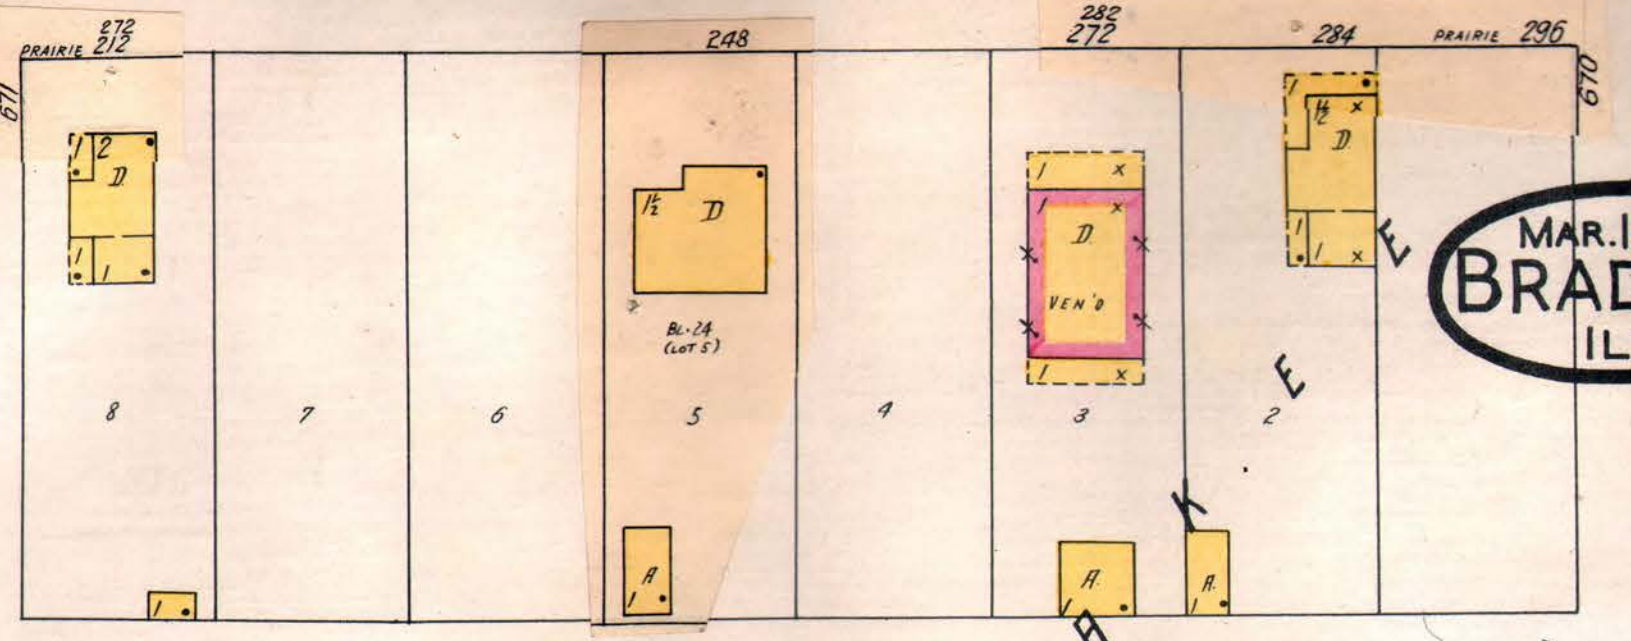 272
PRAIRIE 212
248
282
272
284
PRAIRIE 296
671
670
1 2
D.
1 1
1½ D
BL. 24
(LOT 5)
1 x
1 x
D.
VEN'D
1 x
1
1½ x
D.
1
1 x
E
E
K
MAR. 1
BRAD
IL
8
7
6
5
4
3
2
1
A
1
A.
1
A.
1